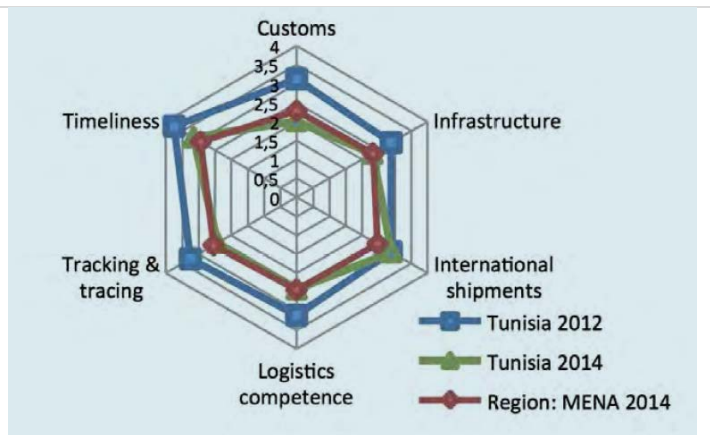 Customs
4
3,5
3
2,5
2
1,5
1
0,5
0
Timeliness
Infrastructure
Tracking &
tracing
International
shipments
Logistics
competence
Tunisia 2012
Tunisia 2014
Region: MENA 2014